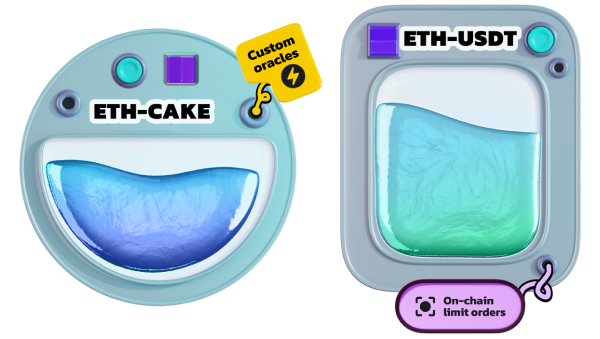 Custom
oracles
ETH-CAKE
ETH-USDT
On-chain
limit orders